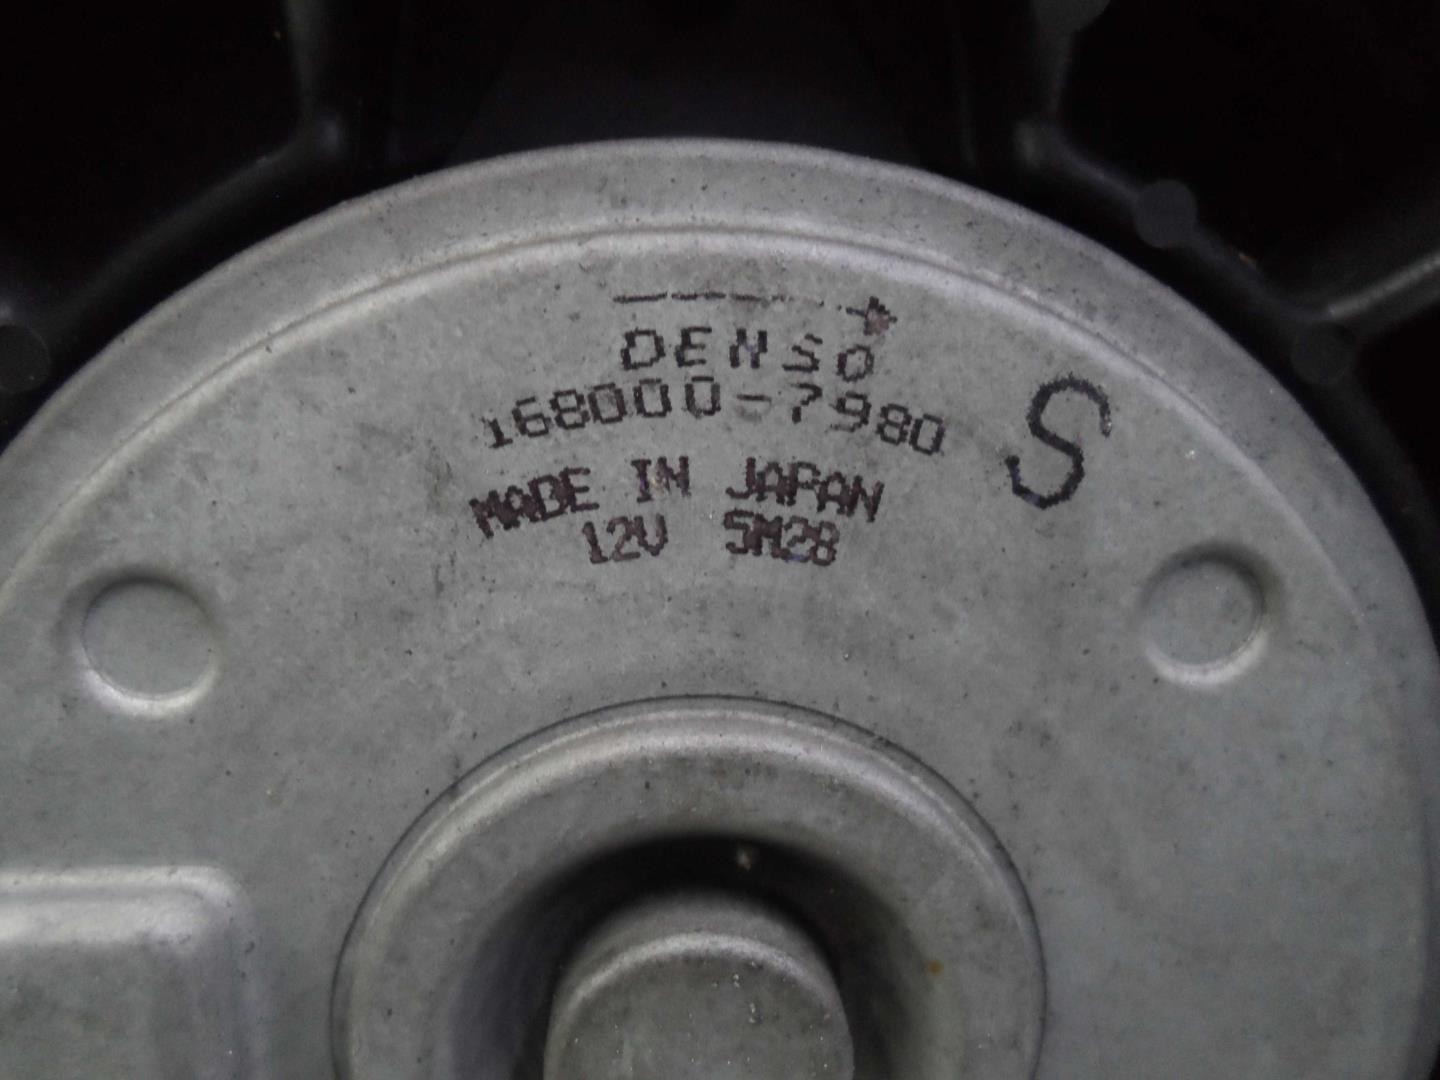 DENSO
168000-7980
S
MADE IN JAPAN
12V 5M28